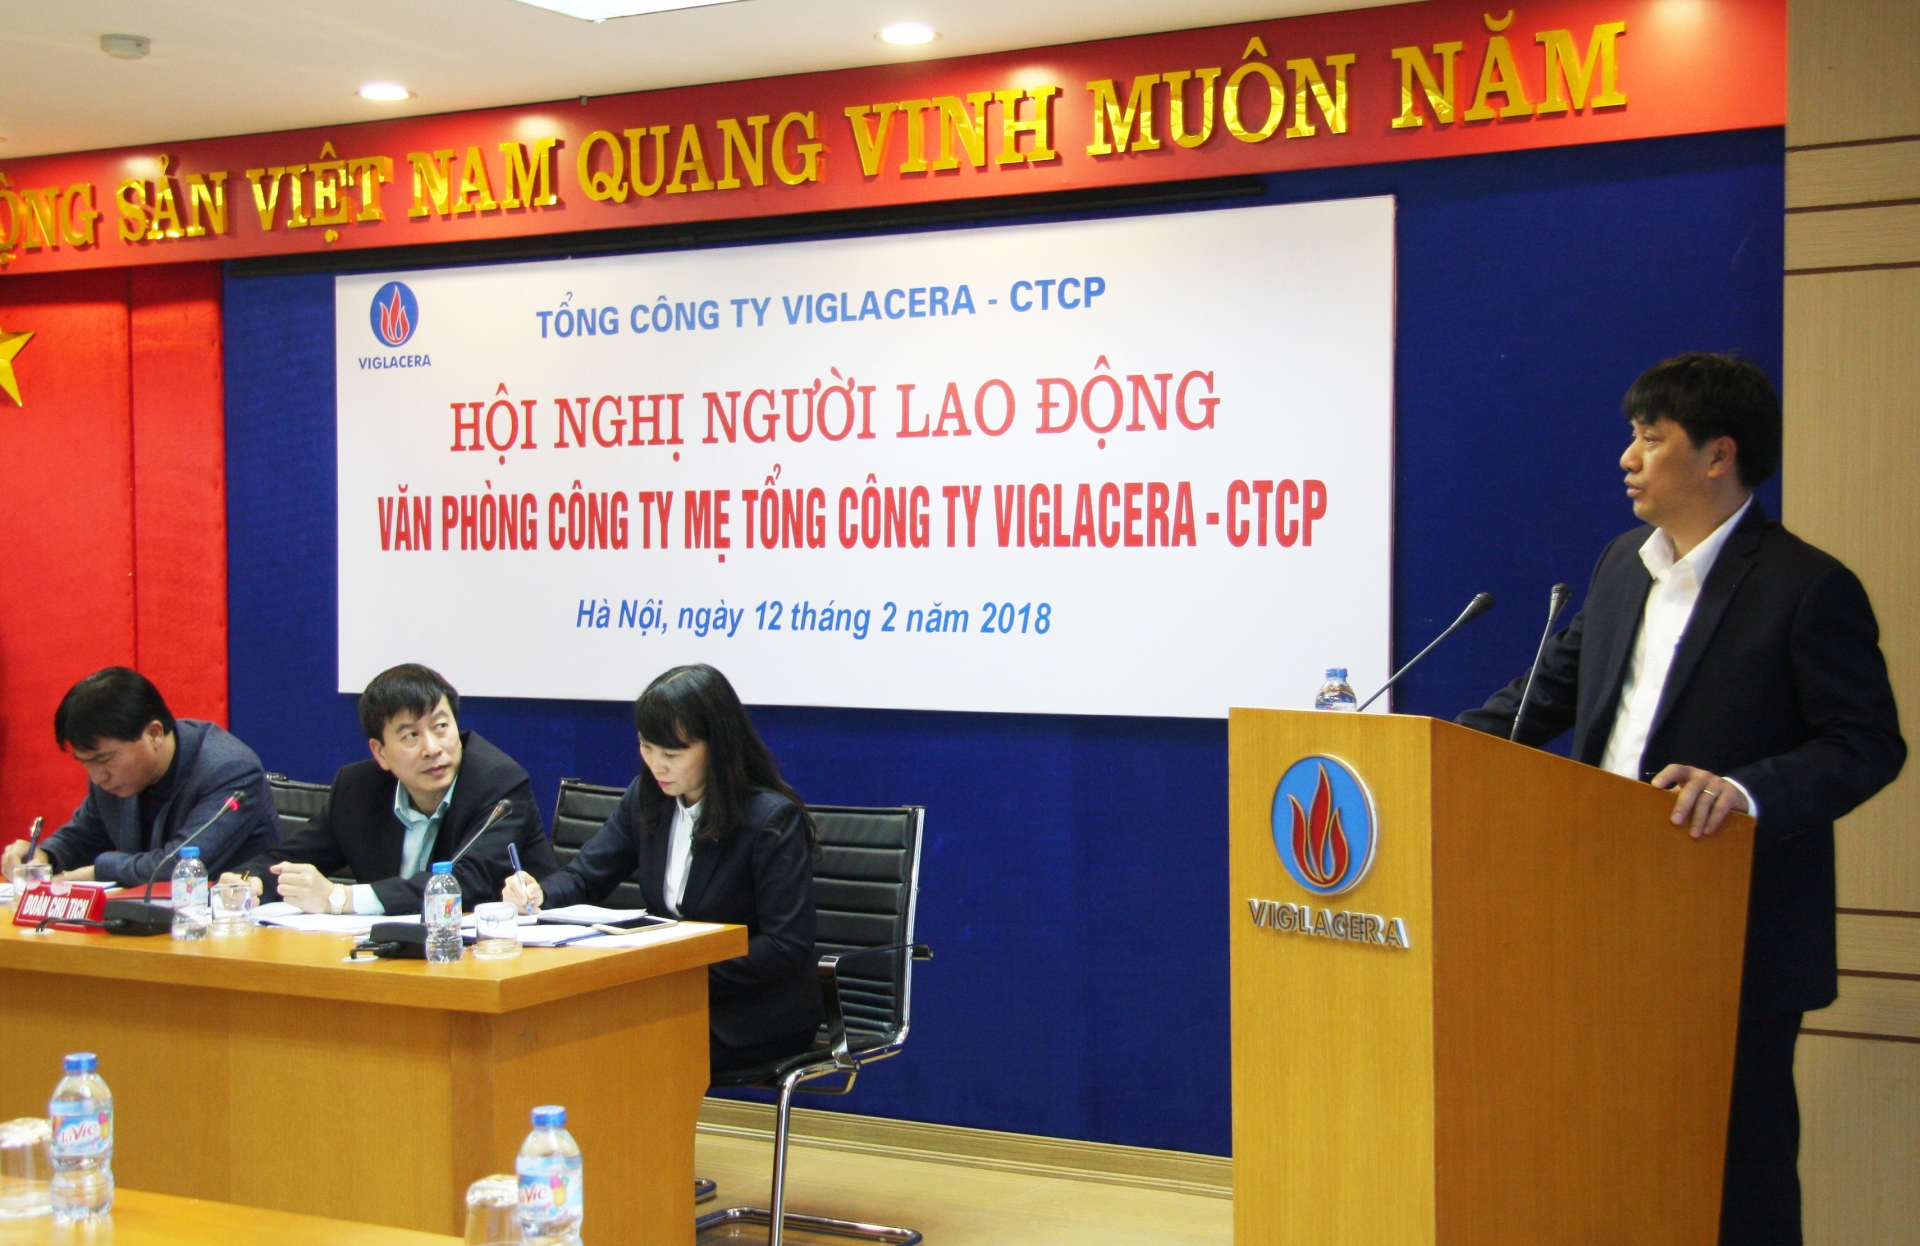 ỘNG SẢN VIỆT NAM QUANG VINH MUÔN NĂM
VIGLACERA
TỔNG CÔNG TY VIGLACERA - CTCP
HỘI NGHỊ NGƯỜI LAO ĐỘNG
VĂN PHÒNG CÔNG TY MẸ TỔNG CÔNG TY VIGLACERA - CTCP
Hà Nội, ngày 12 tháng 2 năm 2018
ĐOÀN CHỦ TỊCH
VIGLACERA
LaVie
LaVie